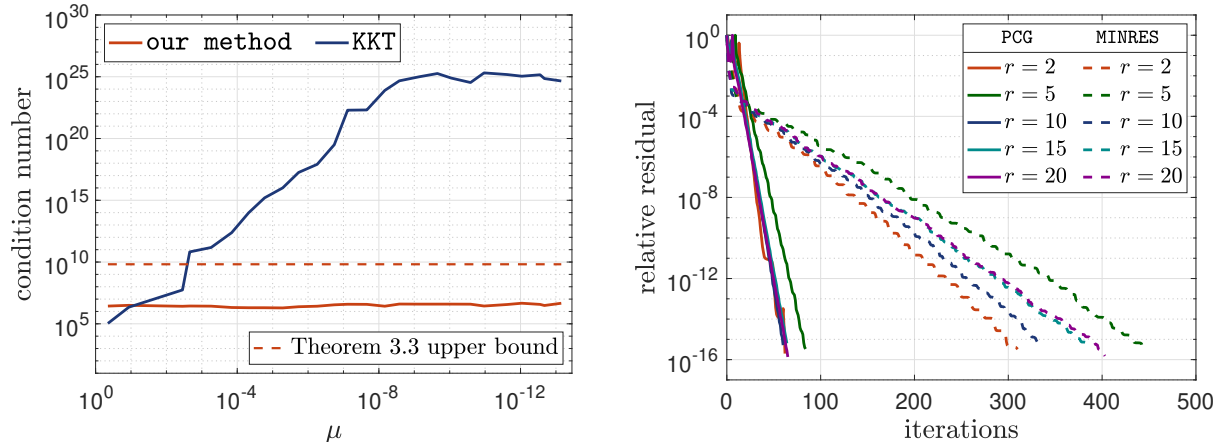 10^30
10^25
10^20
10^15
10^10
10^5
condition number
our method KKT
Theorem 3.3 upper bound
10^0 10^-4 10^-8 10^-12
μ
10^0
10^-4
10^-8
10^-12
10^-16
relative residual
PCG MINRES
r = 2 r = 2
r = 5 r = 5
r = 10 r = 10
r = 15 r = 15
r = 20 r = 20
0 100 200 300 400 500
iterations